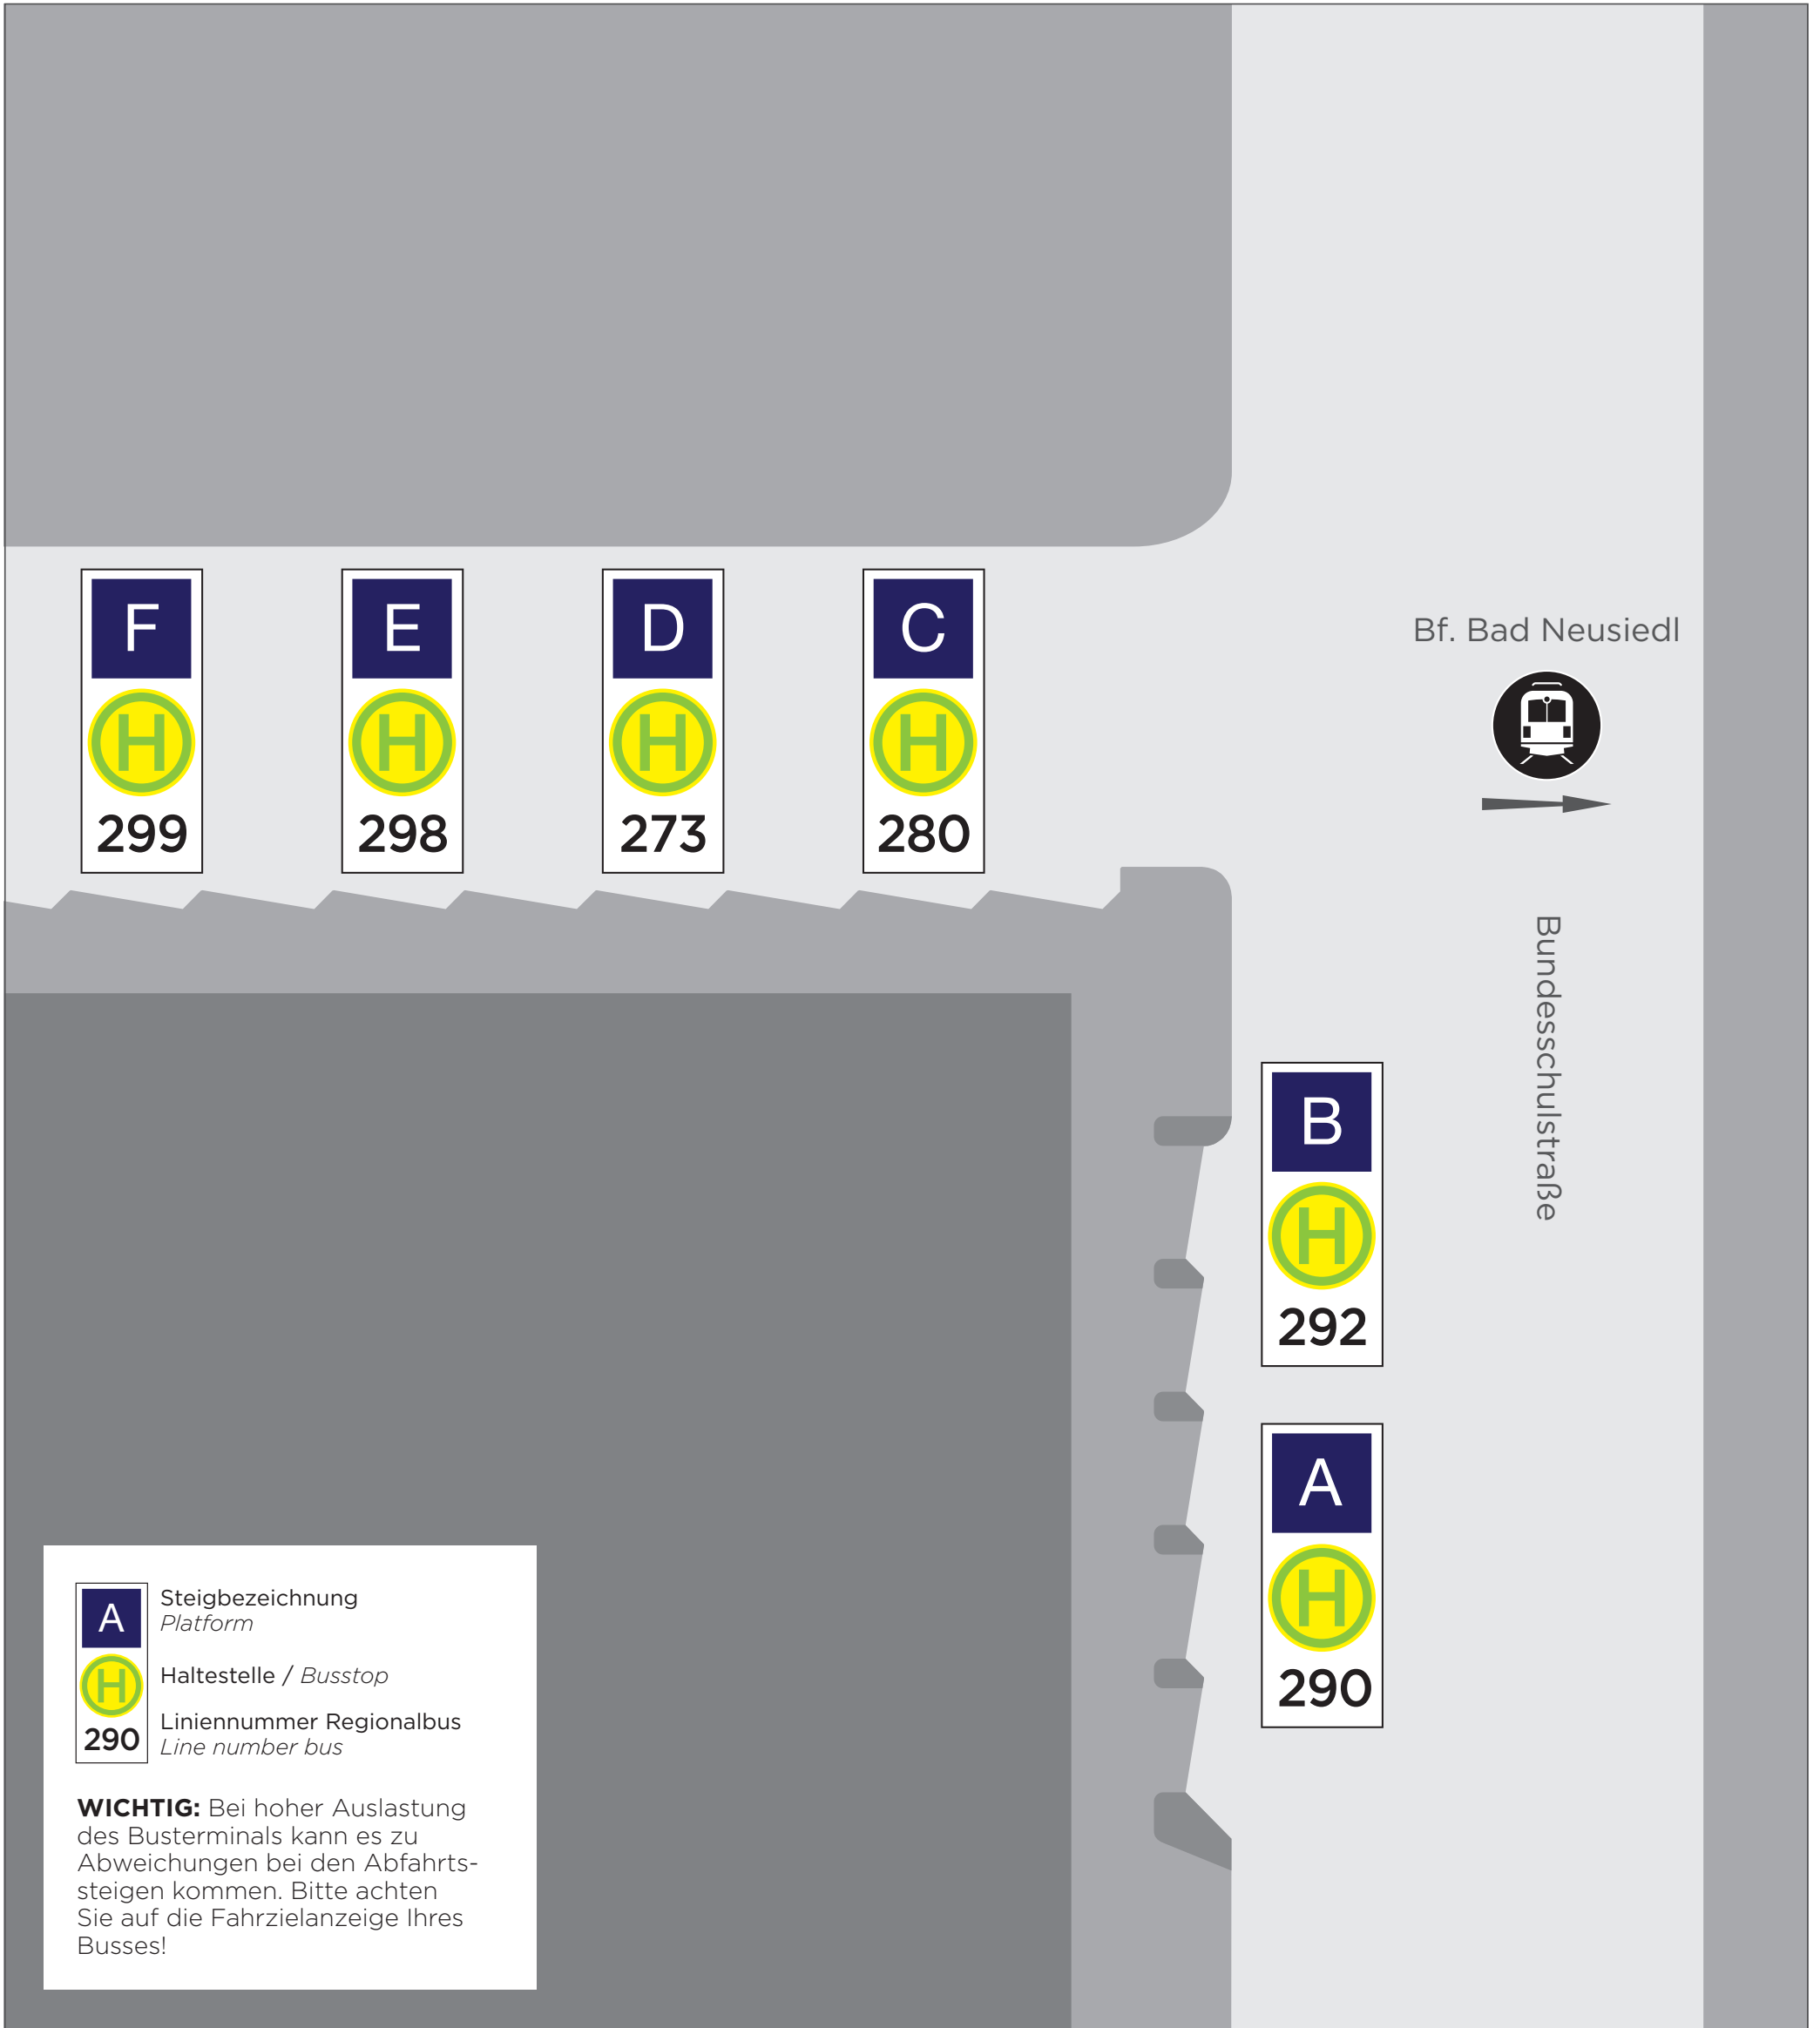 F
H
299
E
H
298
D
H
273
C
H
280
Bf. Bad Neusiedl
Bundesschulstraße
B
H
292
A
H
290
A
Steigbezeichnung
Platform
H
Haltestelle / Busstop
290
Liniennummer Regionalbus
Line number bus
WICHTIG: Bei hoher Auslastung
des Busterminals kann es zu
Abweichungen bei den Abfahrts-
steigen kommen. Bitte achten
Sie auf die Fahrzielanzeige Ihres
Busses!